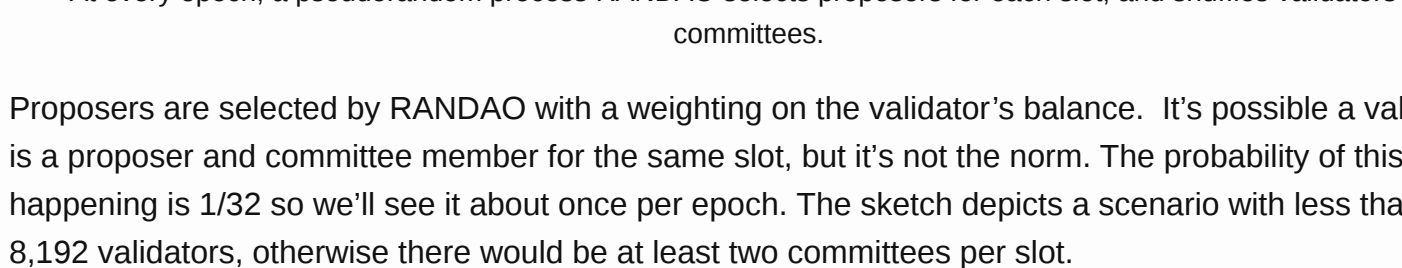 committees.
Proposers are selected by RANDAO with a weighting on the validator’s balance.  It’s possible a
is a proposer and committee member for the same slot, but it’s not the norm. The probability of this
happening is 1/32 so we’ll see it about once per epoch. The sketch depicts a scenario with less
8,192 validators, otherwise there would be at least two committees per slot.